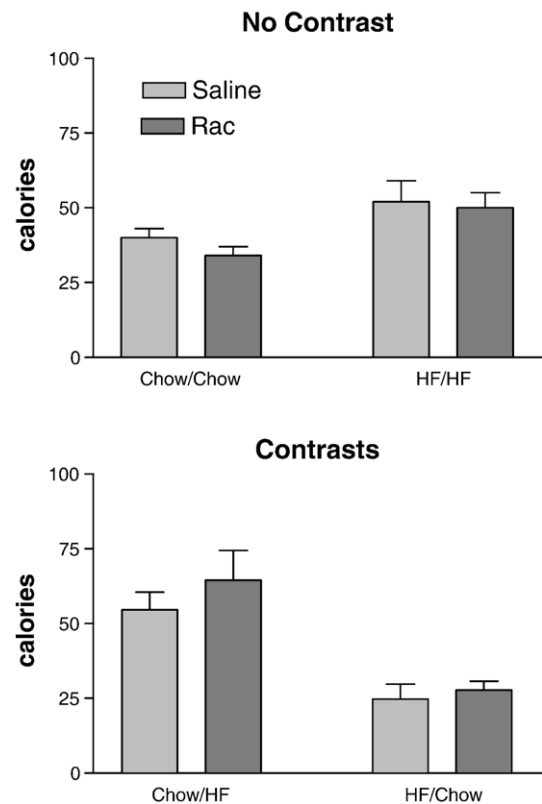 No Contrast
100
75
50
25
0
calories
Saline
Rac
Chow/Chow
HF/HF
Contrasts
100
75
50
25
0
calories
Chow/HF
HF/Chow